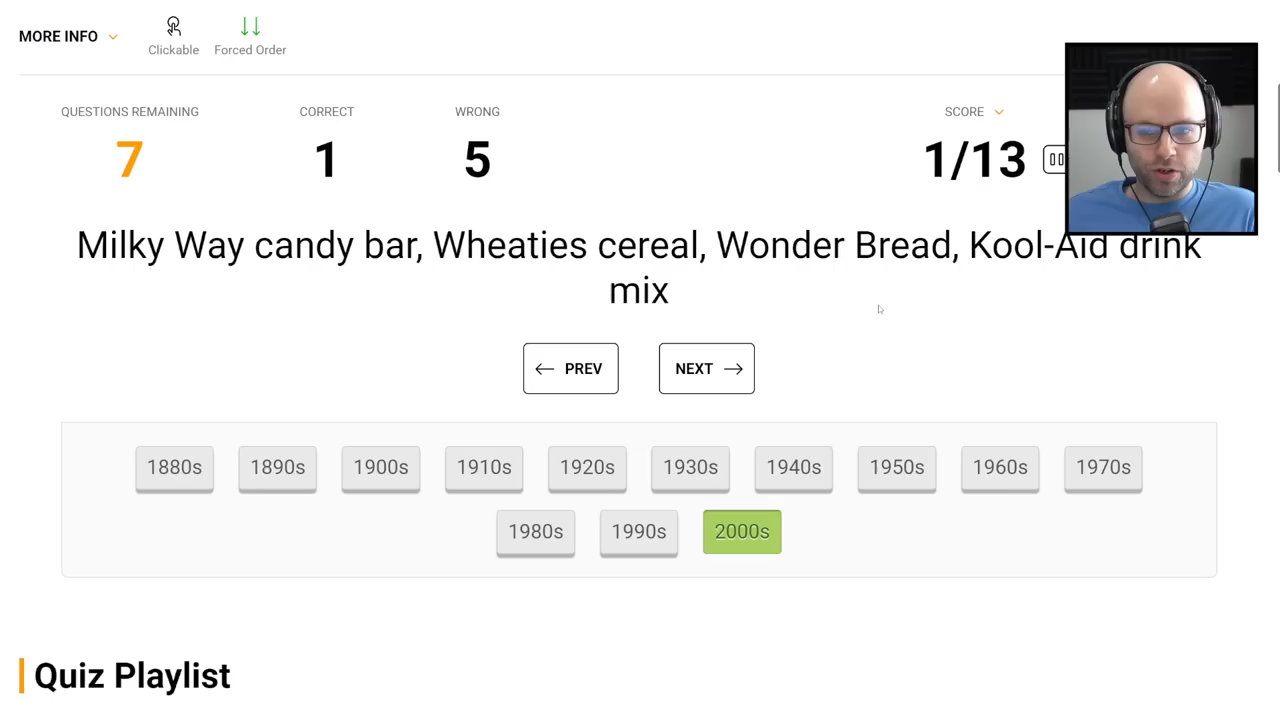 MORE INFO
Clickable
Forced Order
QUESTIONS REMAINING
7
CORRECT
1
WRONG
5
SCORE
1/13
Milky Way candy bar, Wheaties cereal, Wonder Bread, Kool-Aid drink
mix
PREV
NEXT
1880s 1890s 1900s 1910s 1920s 1930s 1940s 1950s 1960s 1970s
1980s 1990s 2000s
Quiz Playlist